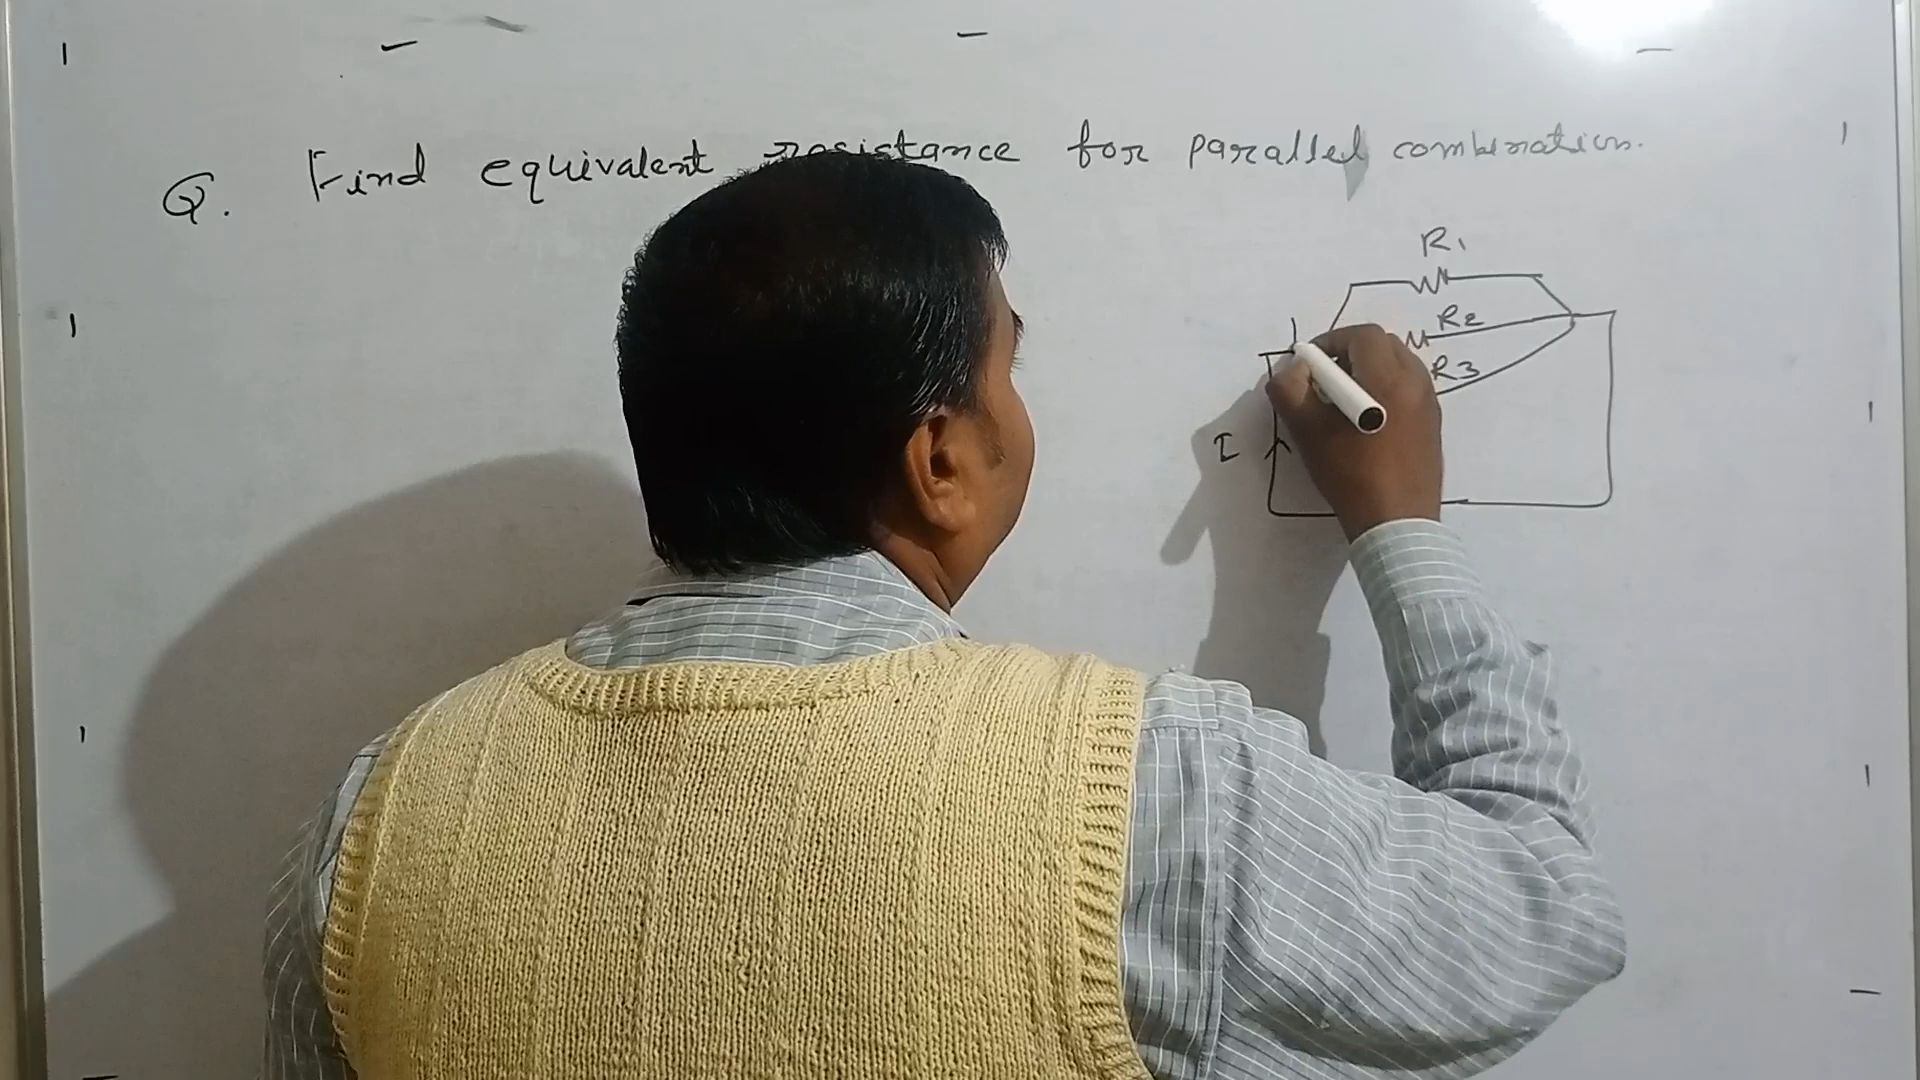 Q. Find equivalent resistance for parallel combination.
R1
R2
R3
I